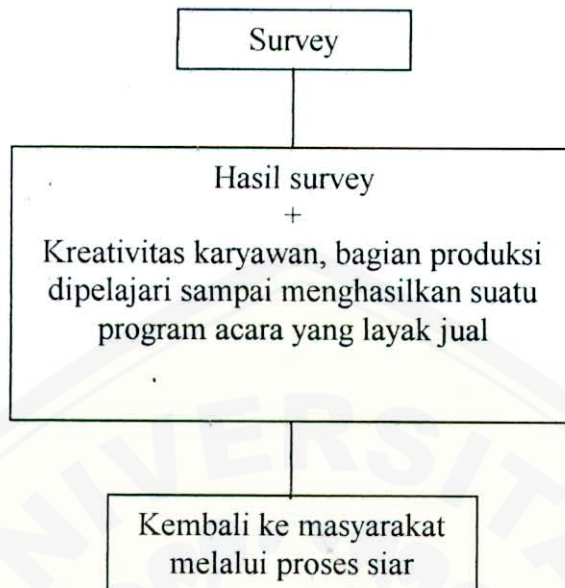 Survey
Hasil survey
+
Kreativitas karyawan, bagian produksi
dipelajari sampai menghasilkan suatu
program acara yang layak jual
Kembali ke masyarakat
melalui proses siar
UNIVERSITA